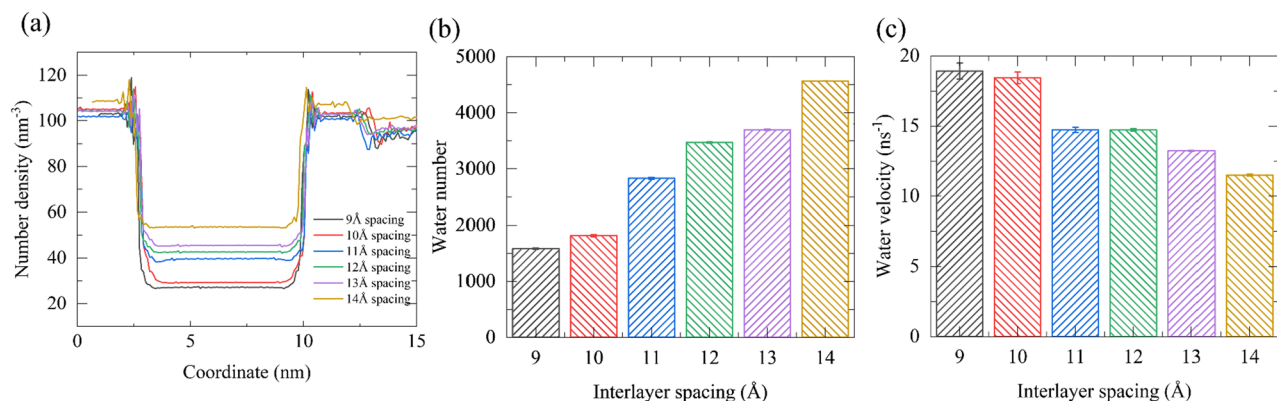 (a)
Number density (nm⁻³)
120
100
80
60
40
20
9Å spacing
10Å spacing
11Å spacing
12Å spacing
13Å spacing
14Å spacing
0 5 10 15
Coordinate (nm)
(b)
Water number
5000
4000
3000
2000
1000
0
9 10 11 12 13 14
Interlayer spacing (Å)
(c)
Water velocity (ns⁻¹)
20
15
10
5
0
9 10 11 12 13 14
Interlayer spacing (Å)